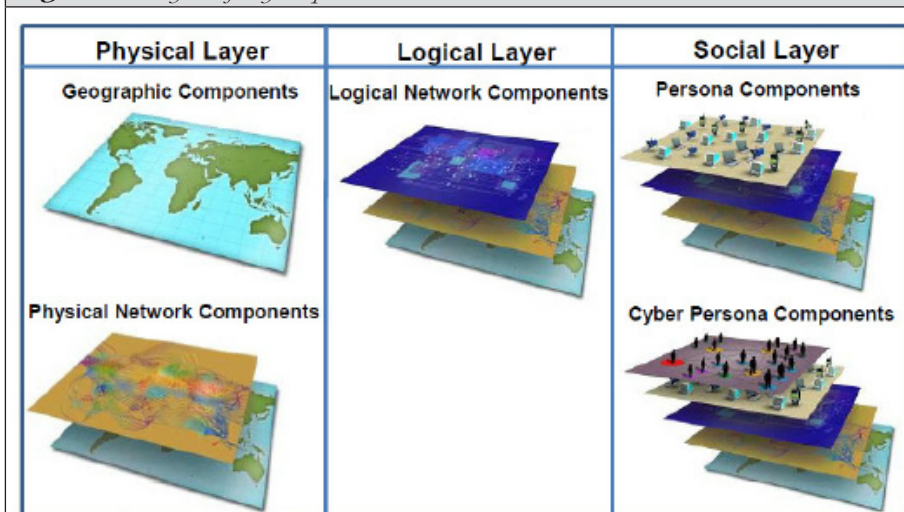 Physical Layer
Logical Layer
Social Layer
Geographic Components
Logical Network Components
Persona Components
Physical Network Components
Cyber Persona Components